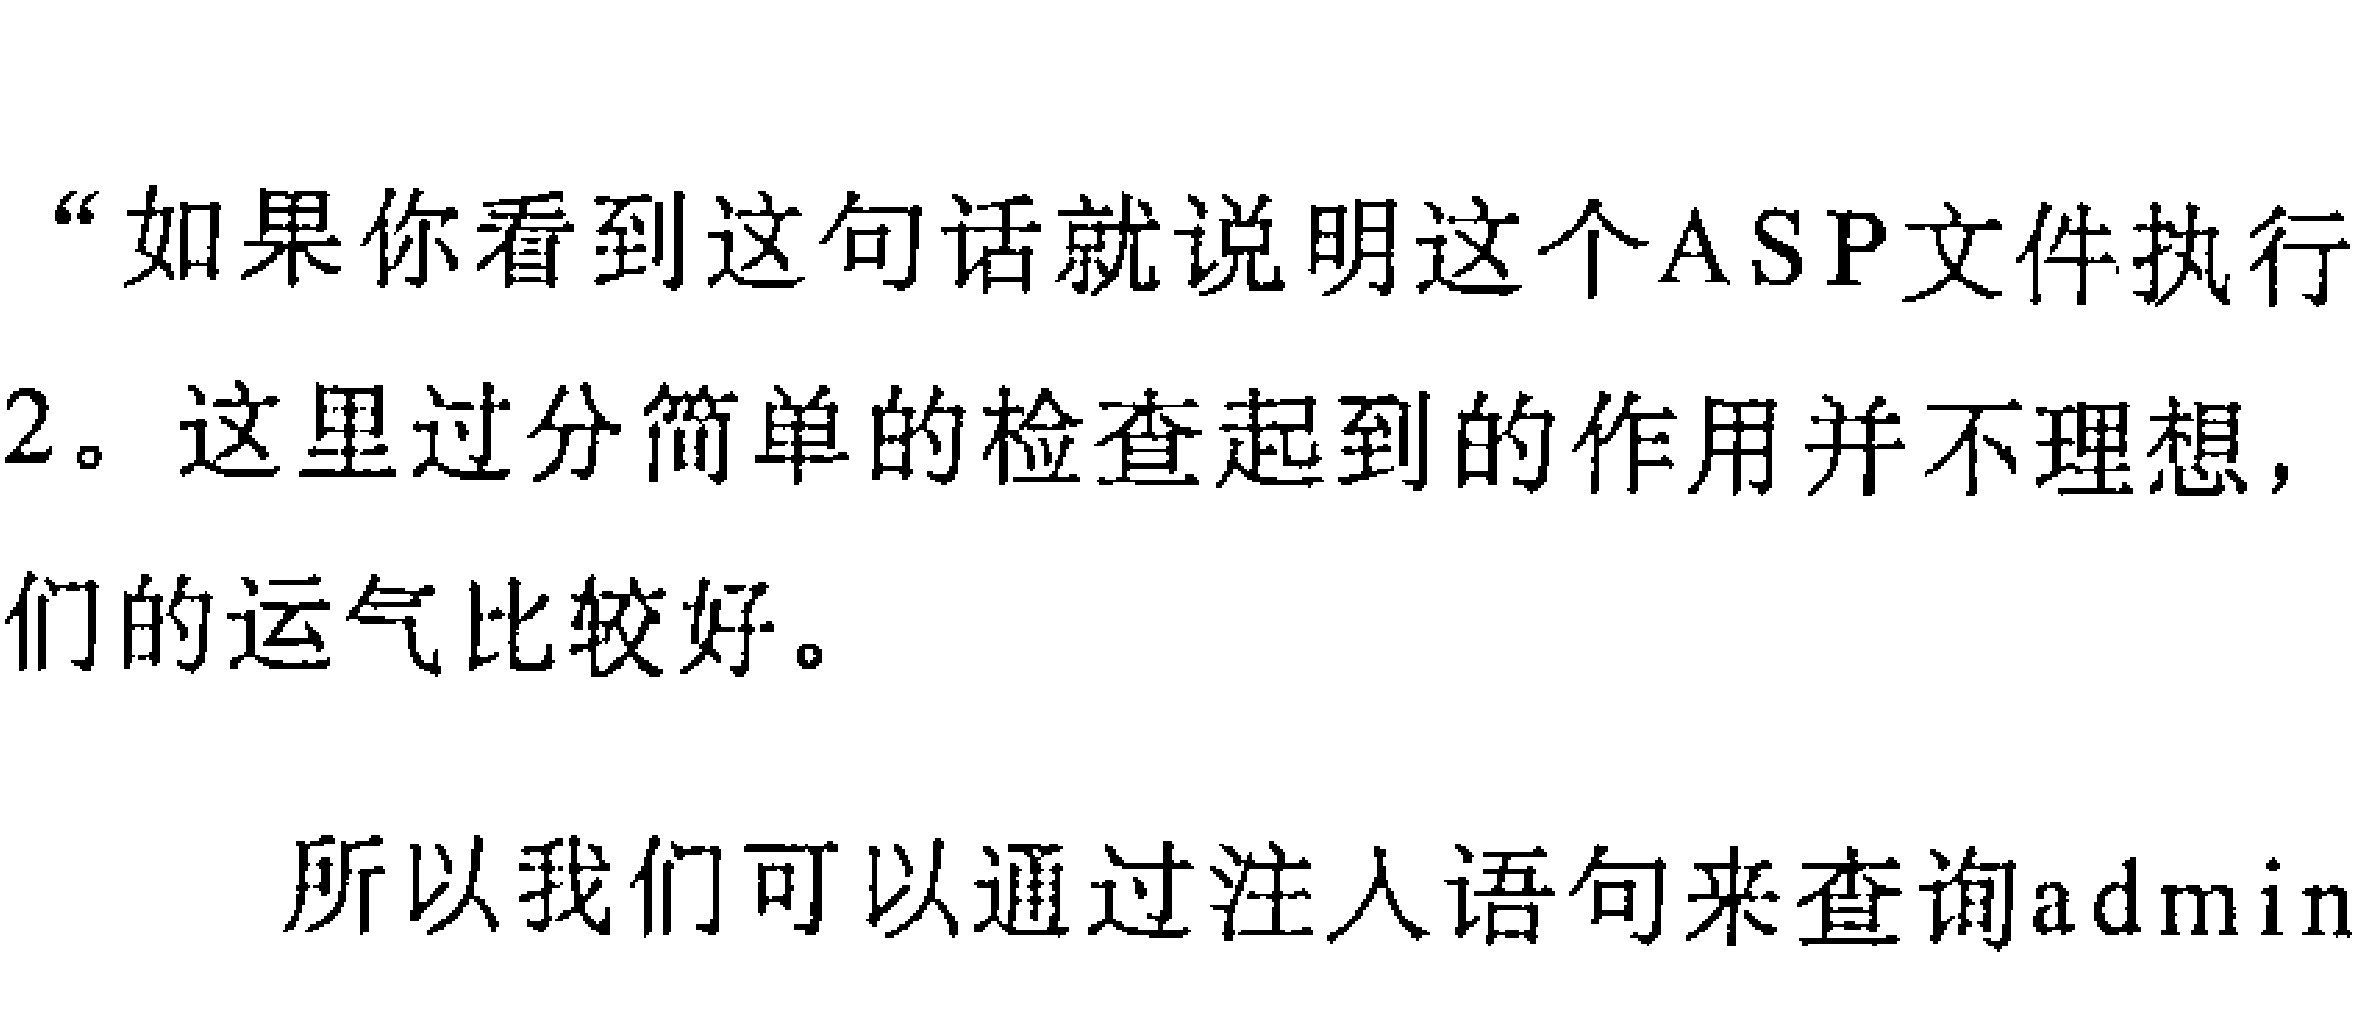 “如果你看到这句话就说明这个ASP文件执行
2。这里过分简单的检查起到的作用并不理想，
们的运气比较好。
所以我们可以通过注人语句来查询admin